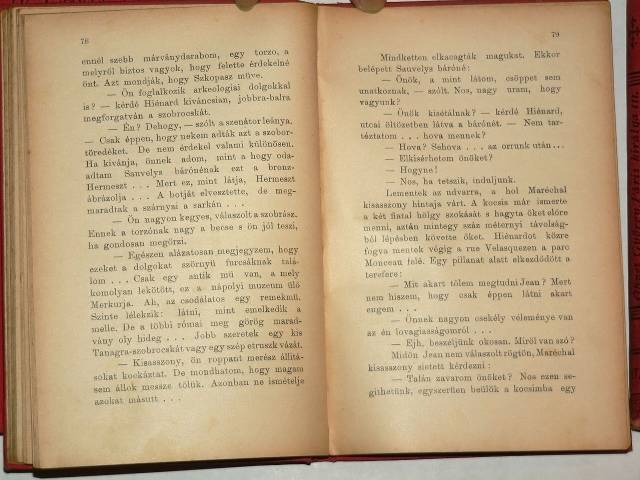 78
ennél szebb márványdarabom, egy torzo, a
melyről biztos vagyok, hogy felette érdekelné
önt. Azt mondják, hogy Szkopasz műve.
— Ön foglalkozik arkeologiai dolgokkal
is? — kérdé Hiénard kiváncsian, jobbra-balra
megforgatván a szobrocskát.
— Én? Dehogy, — szólt a szenátor leánya,
— Csak éppen, hogy nekem adták azt a szobor-
töredéket. De nem érdekel valami különösen.
Ha kivánja, önnek adom, mint a hogy oda-
adtam Sauvelys bárónénak ezt a bronz-
Hermeszt . . . Mert ez, mint látja, Hermeszt
ábrázolja . . . A botját elvesztette, de meg-
maradtak a szárnyai a sarkán . . .
— Ön nagyon kegyes, válaszolt a szobrász.
Ennek a torzónak nagy a becse s ön jól teszi,
ha gondosan megőrzi.
— Egészen alázatosan megjegyzem, hogy
ezeket a dolgokat szörnyű furcsáknak talá-
lom . . . Csak egy antik mű van, a mely
komolyan lekötött, ez a nápolyi muzeum ülő
Merkurja. Ah, az csodálatos egy remekmű.
Szinte lélekzik: látni, mint emelkedik a
melle. De a többi római meg görög marad-
vány oly hideg . . . Jobb szeretek egy kis
Tanagra-szobrocskát vagy egy szép etruszk vázát.
— Kisasszony, ön roppant merész állitá-
sokat koczkáztat. De mondhatom, hogy magam
sem állok messze tőlük. Azonban ne ismételje
azokat másutt . . .
79
Mindketten elkacagták magukat. Ekkor
belépett Sauvelys báróné:
— Önök, a mint látom, csöppet sem
unatkoznak, — szólt. Nos, nagy uram, hogy
vagyunk?
— Önök kisétálnak? — kérdé Hiénard,
utcai öltözetben látva a bárónét. — Nem tar-
téztatom . . . hova mennek?
— Hova? Sehova . . . az orrunk után...
— Elkisérhetem önöket?
— Hogyne!
— Nos, ha tetszik, induljunk.
Lementek az udvarra, a hol Maréchal
kisasszony hintaja várt. A kocsis már ismerte
a két fiatal hölgy szokását s hagyta őket előre
menni, aztán mintegy száz méternyi távolság-
ból lépésben követte őket. Hiénardot közre
fogva mentek végig a rue Velasquezen a parc
Monceau felé. Egy pillanat alatt elkezdődött a
terefere:
— Mit akart tőlem megtudni Jean? Mert
nem hiszem, hogy csak éppen látni akart
engem . . .
— Önnek nagyon csekély véleménye van
az én lovagiasságomról . . .
— Ejh, beszéljünk okosan. Miről van szó?
Midőn Jean nem válaszolt rögtön, Maréchal
kisasszony sietett kérdezni:
— Talán zavarom önöket? Nos ezen se-
githetünk, egyszerűen beülök a kocsimba egy